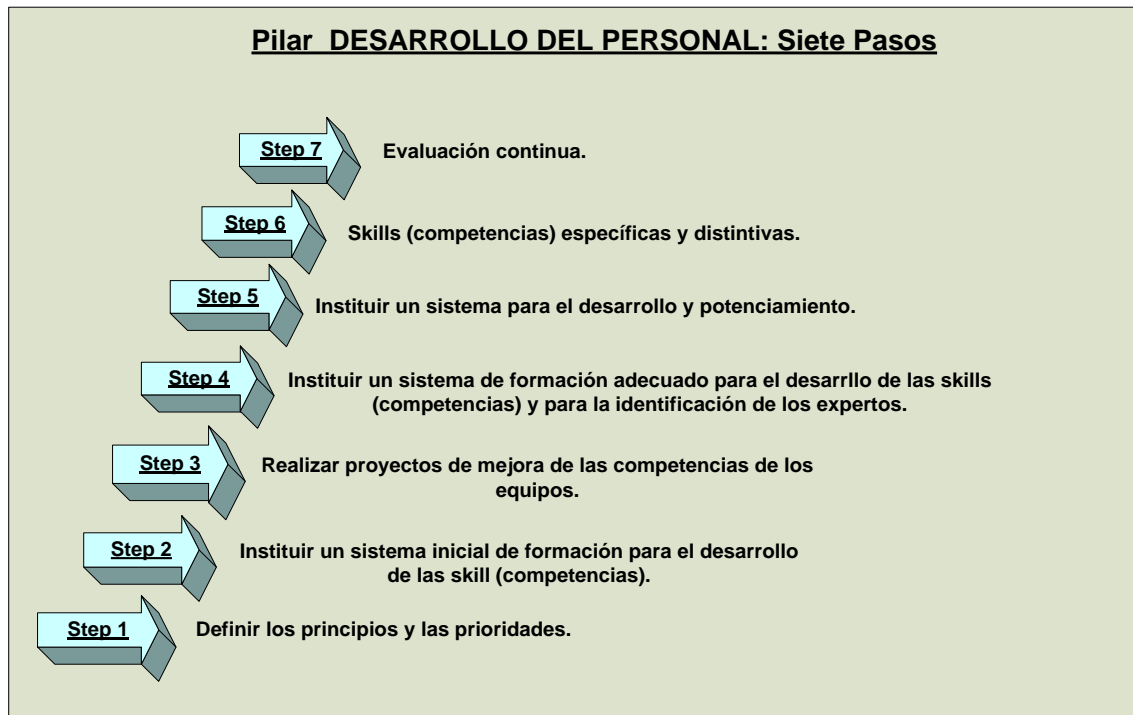 Pilar DESARROLLO DEL PERSONAL: Siete Pasos
Step 7
Evaluación continua.
Step 6
Skills (competencias) específicas y distintivas.
Step 5
Instituir un sistema para el desarrollo y potenciamiento.
Step 4
Instituir un sistema de formación adecuado para el desarrllo de las skills
(competencias) y para la identificación de los expertos.
Step 3
Realizar proyectos de mejora de las competencias de los
equipos.
Step 2
Instituir un sistema inicial de formación para el desarrollo
de las skill (competencias).
Step 1
Definir los principios y las prioridades.